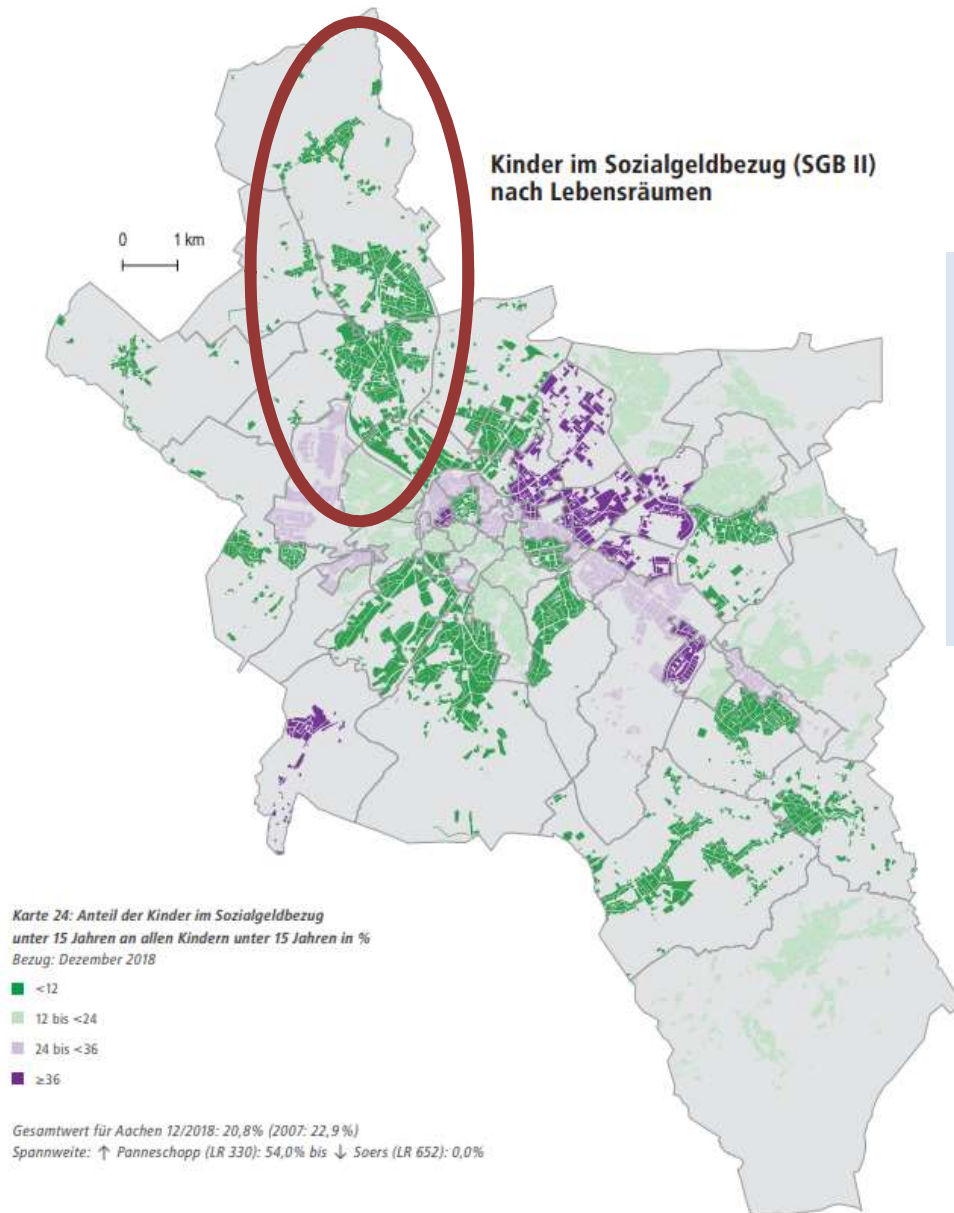 Kinder im Sozialgeldbezug (SGB II)
nach Lebensräumen
0 1 km
Karte 24: Anteil der Kinder im Sozialgeldbezug
unter 15 Jahren an allen Kindern unter 15 Jahren in %
Bezug: Dezember 2018
<12
12 bis <24
24 bis <36
≥36
Gesamtwert für Aachen 12/2018: 20,8% (2007: 22,9%)
Spannweite: ↑ Panneschopp (LR 330): 54,0% bis ↓ Soers (LR 652): 0,0%